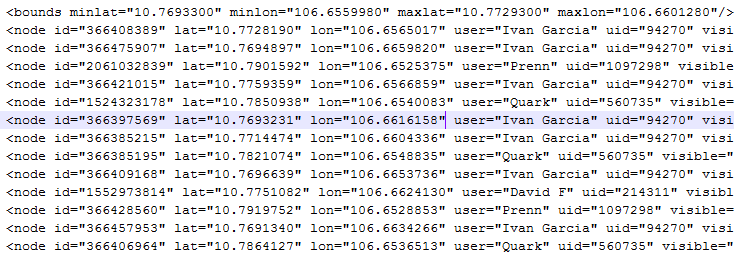 <bounds minlat="10.7693300" minlon="106.6559980" maxlat="10.7729300" maxlon="106.6601280"/>
<node id="366408389" lat="10.7728190" lon="106.6565017" user="Ivan Garcia" uid="94270" visi
<node id="366475907" lat="10.7694897" lon="106.6659820" user="Ivan Garcia" uid="94270" visi
<node id="2061032839" lat="10.7901592" lon="106.6525375" user="Prenn" uid="1097298" visible
<node id="366421015" lat="10.7759359" lon="106.6566859" user="Ivan Garcia" uid="94270" visi
<node id="1524323178" lat="10.7850938" lon="106.6540083" user="Quark" uid="560735" visible=
<node id="366397569" lat="10.7693231" lon="106.6616158" user="Ivan Garcia" uid="94270" visi
<node id="366385215" lat="10.7714474" lon="106.6604336" user="Ivan Garcia" uid="94270" visi
<node id="366385195" lat="10.7821074" lon="106.6548835" user="Quark" uid="560735" visible="
<node id="366409168" lat="10.7696639" lon="106.6653736" user="Ivan Garcia" uid="94270" visi
<node id="1552973814" lat="10.7751082" lon="106.6624130" user="David F" uid="214311" visibl
<node id="366428560" lat="10.7919752" lon="106.6528853" user="Prenn" uid="1097298" visible=
<node id="366457953" lat="10.7691340" lon="106.6634266" user="Ivan Garcia" uid="94270" visi
<node id="366406964" lat="10.7864127" lon="106.6536513" user="Quark" uid="560735" visible="